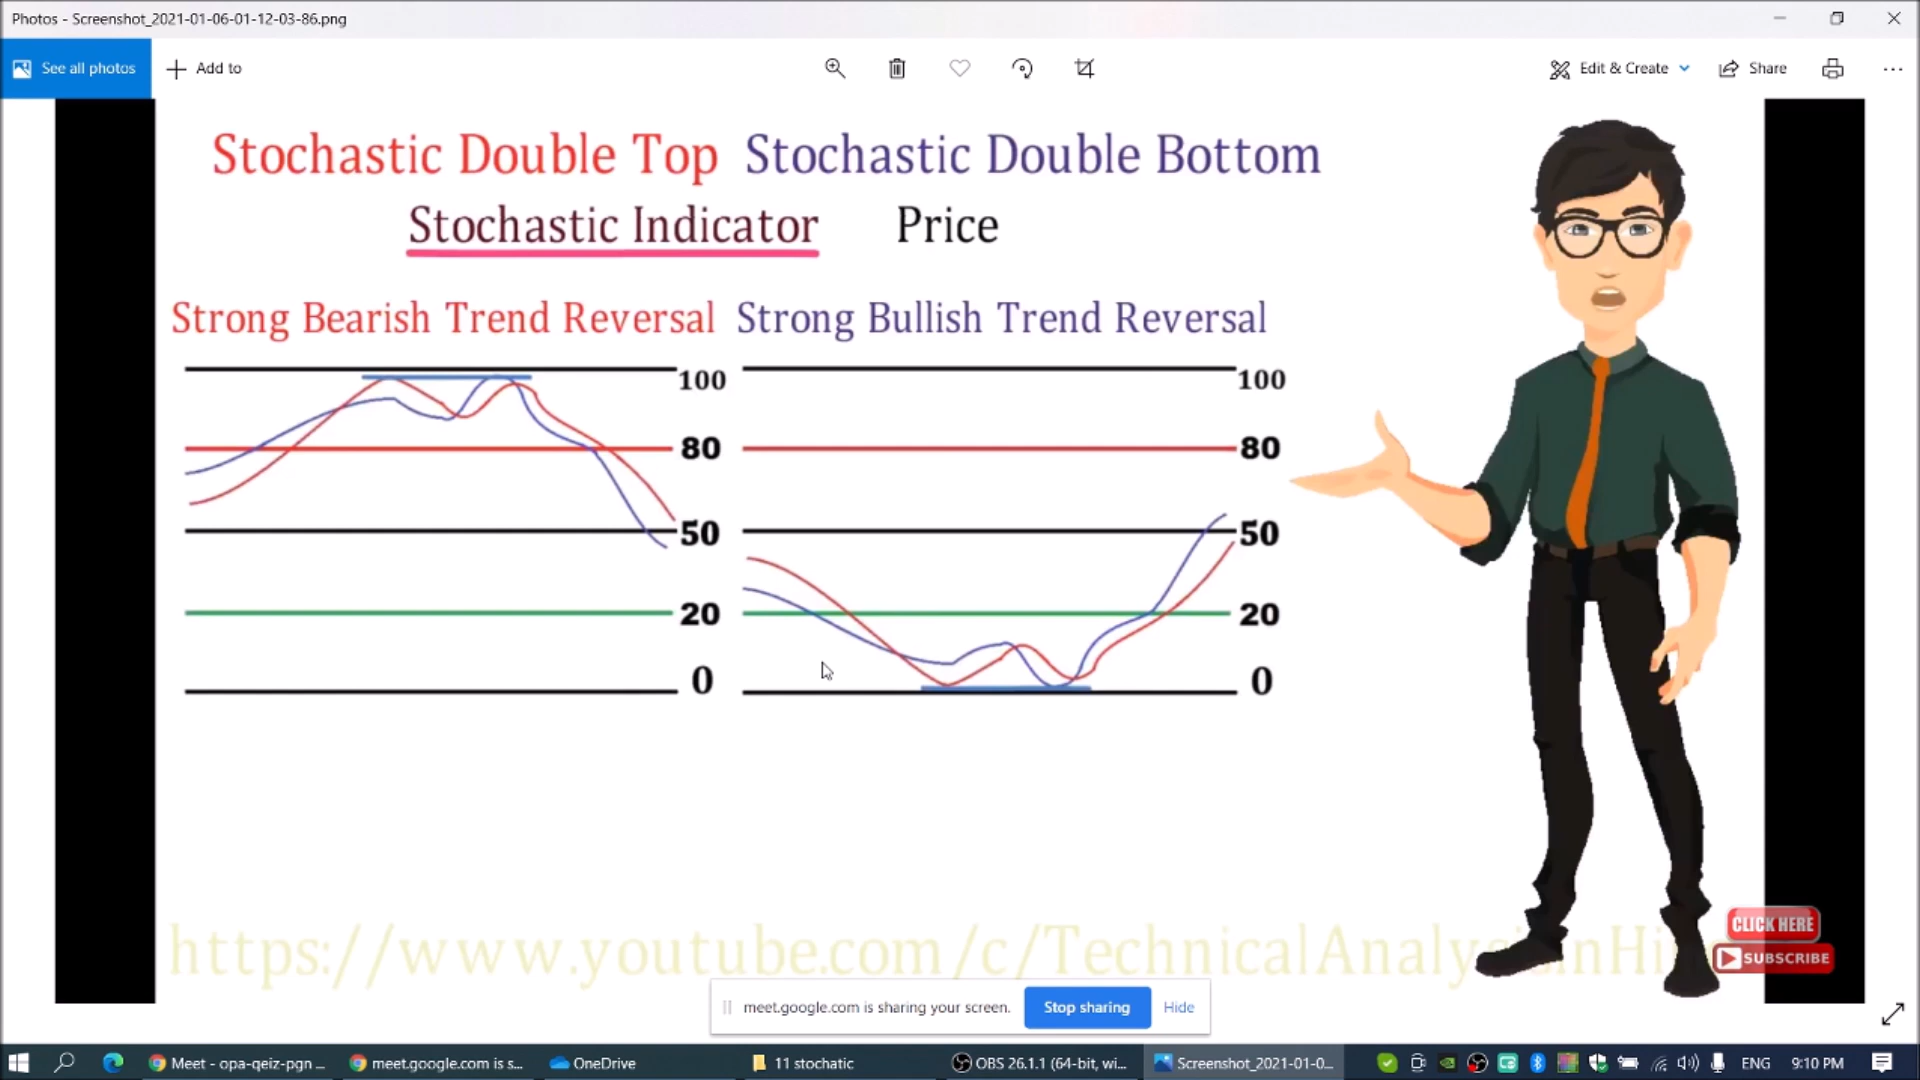 Photos - Screenshot_2021-01-06-01-12-03-86.png
See all photos
Add to
Edit & Create
Share
Stochastic Double Top Stochastic Double Bottom
Stochastic Indicator Price
Strong Bearish Trend Reversal Strong Bullish Trend Reversal
100 100
80 80
50 50
20 20
0 0
CLICK HERE
SUBSCRIBE
https://www.youtube.com/c/TechnicalAnalysisinHi
meet.google.com is sharing your screen. Stop sharing Hide
Meet - opa-qeiz-pgn ... meet.google.com is s... OneDrive 11 stochatic OBS 26.1.1 (64-bit, wi... Screenshot_2021-01-0... ENG 9:10 PM